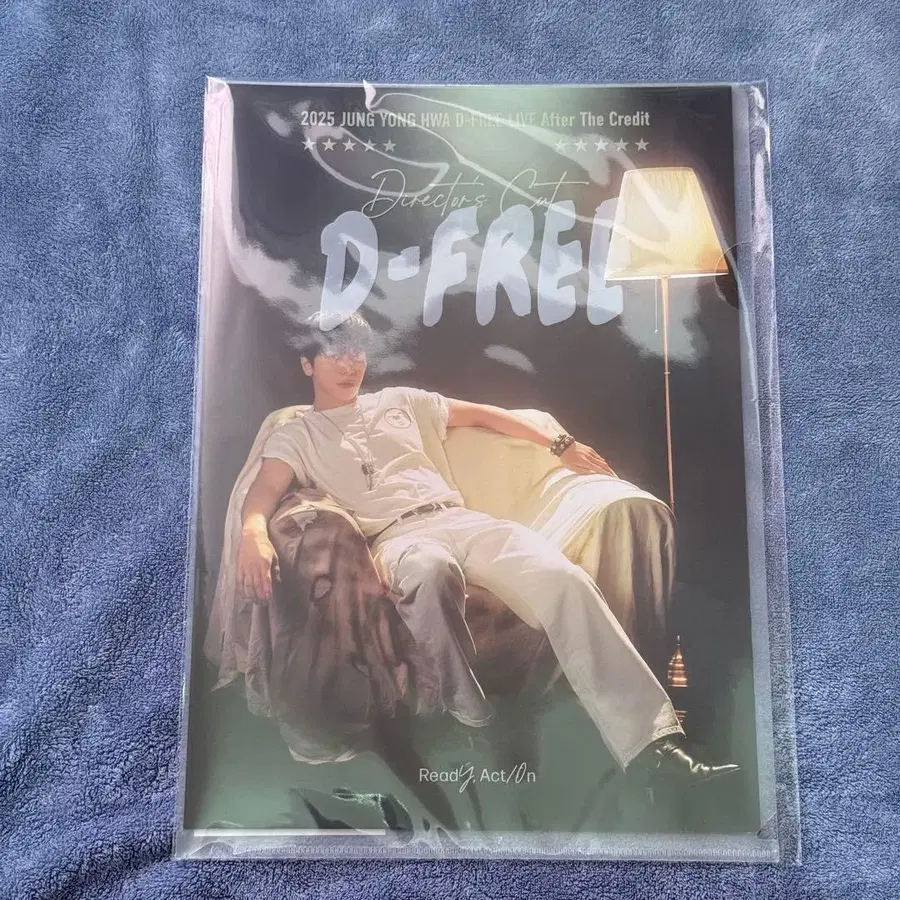 2025 JUNG YONG HWA D-FREE LIVE After The Credit
Director's Cut
D-FREE
Ready, Act/On